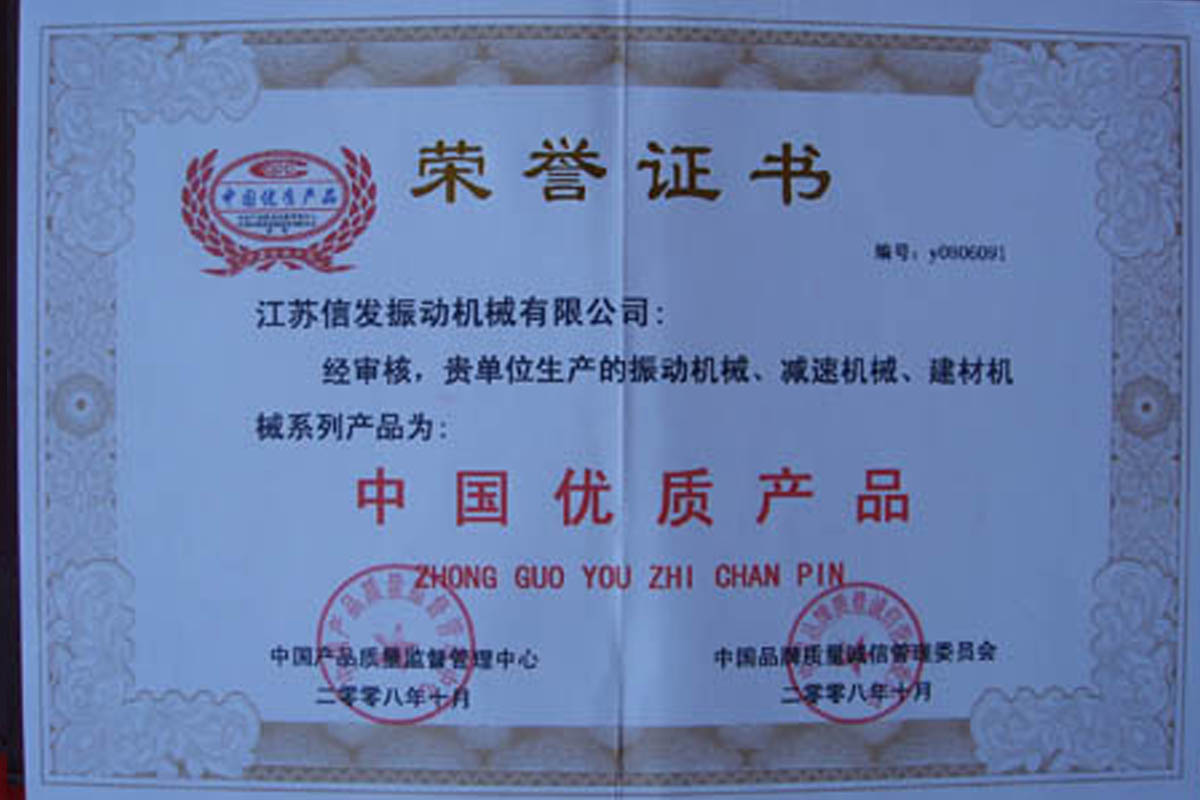 荣誉证书
中国优质产品
编号：y0806091
江苏信发振动机械有限公司：
经审核，贵单位生产的振动机械、减速机械、建材机
械系列产品为：
中国优质产品
ZHONG GUO YOU ZHI CHAN PIN
中国产品质量监督管理中心
二零零八年十月
中国品牌质量诚信管理委员会
二零零八年十月